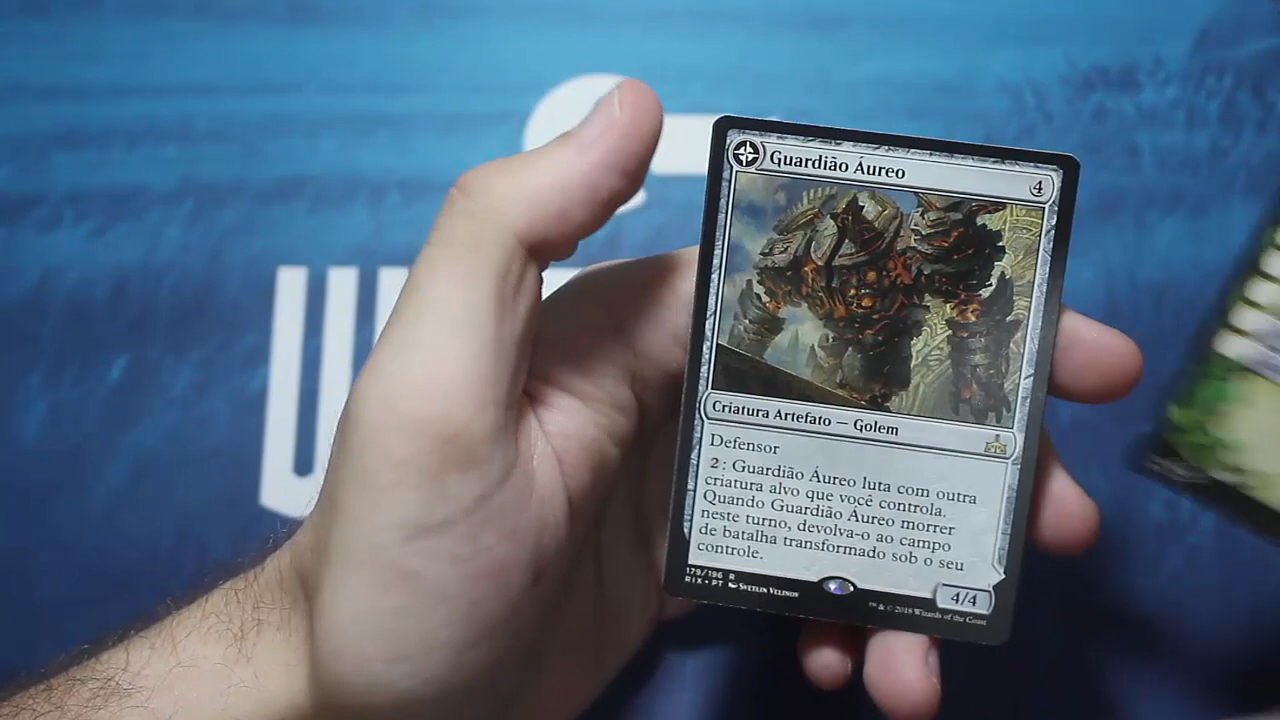 Guardião Áureo
4
Criatura Artefato — Golem
Defensor
2: Guardião Áureo luta com outra
criatura alvo que você controla.
Quando Guardião Áureo morrer
neste turno, devolva-o ao campo
de batalha transformado sob o seu
controle.
4/4
179/196 R
RIX • PT Svetlin Velinov
™ & © 2018 Wizards of the Coast